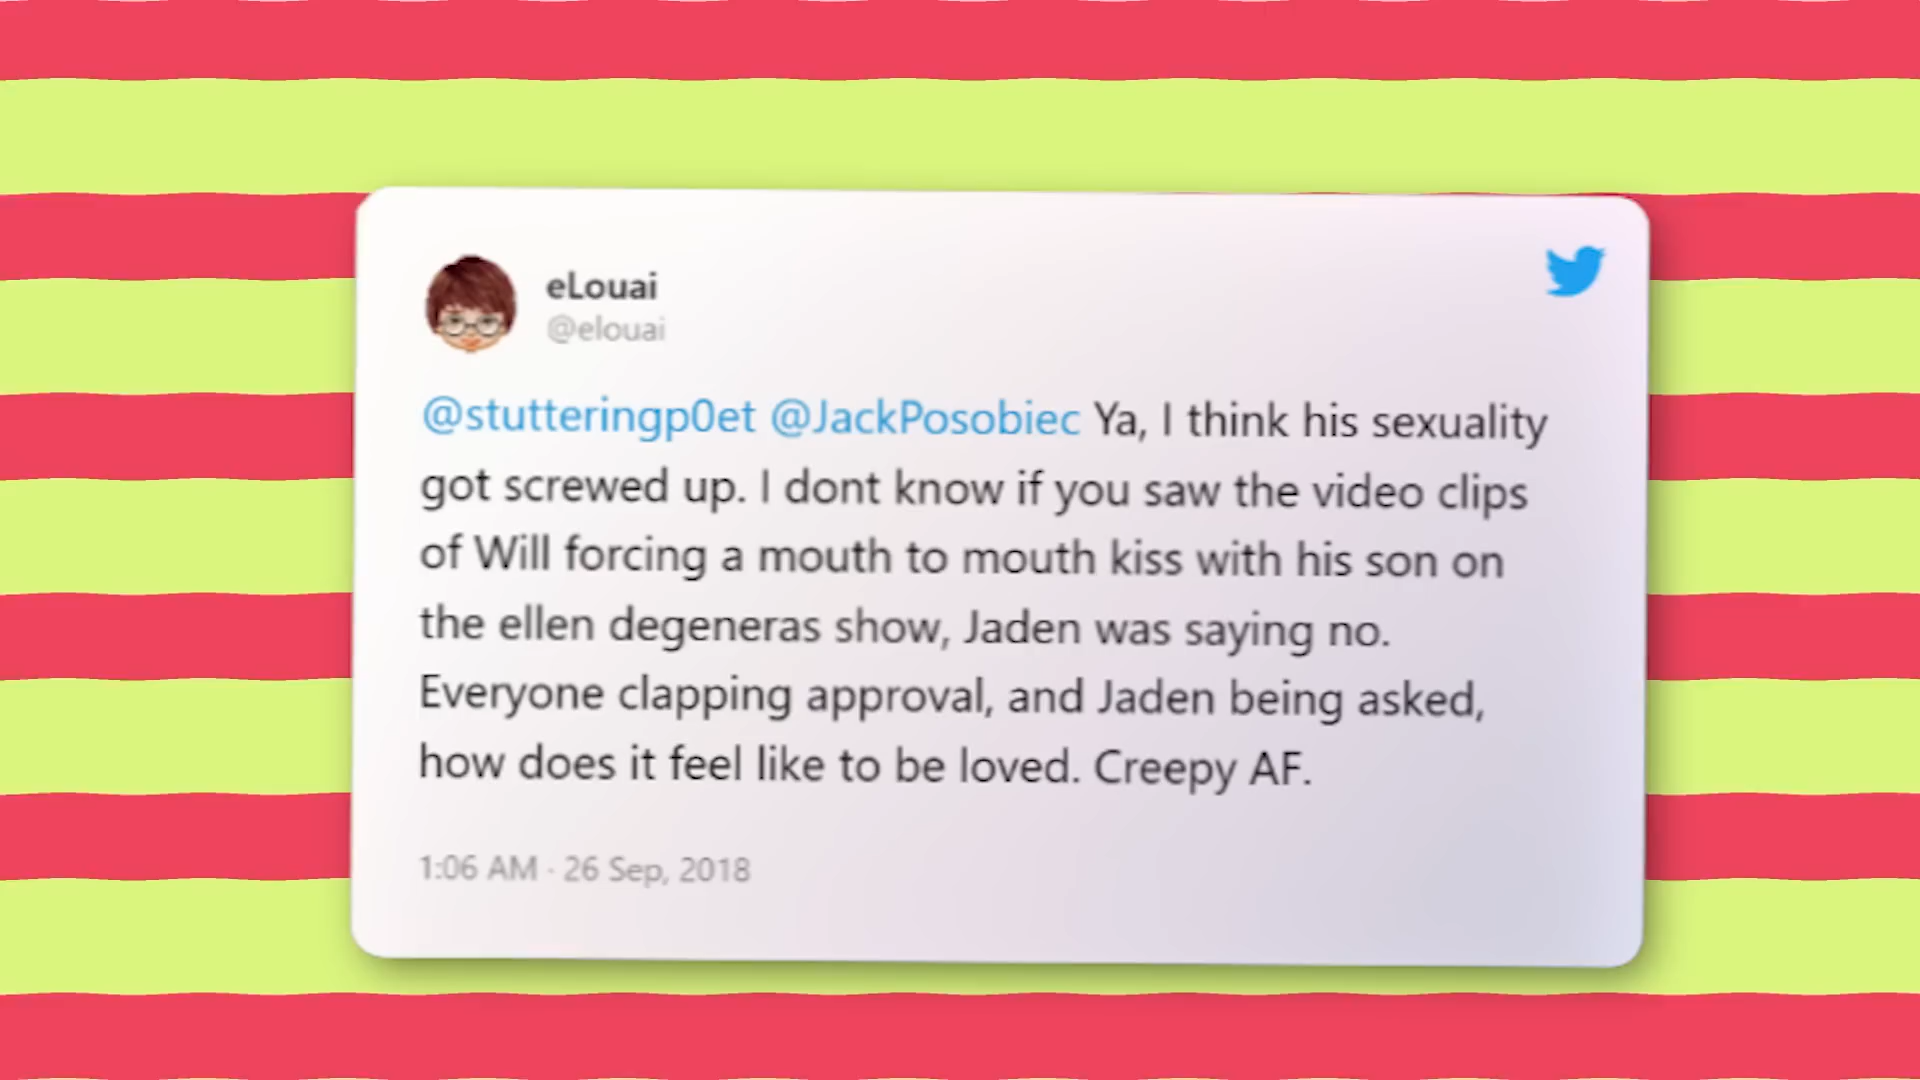 eLouai
@elouai
@stutteringp0et @JackPosobiec Ya, I think his sexuality
got screwed up. I dont know if you saw the video clips
of Will forcing a mouth to mouth kiss with his son on
the ellen degeneras show, Jaden was saying no.
Everyone clapping approval, and Jaden being asked,
how does it feel like to be loved. Creepy AF.
1:06 AM · 26 Sep, 2018